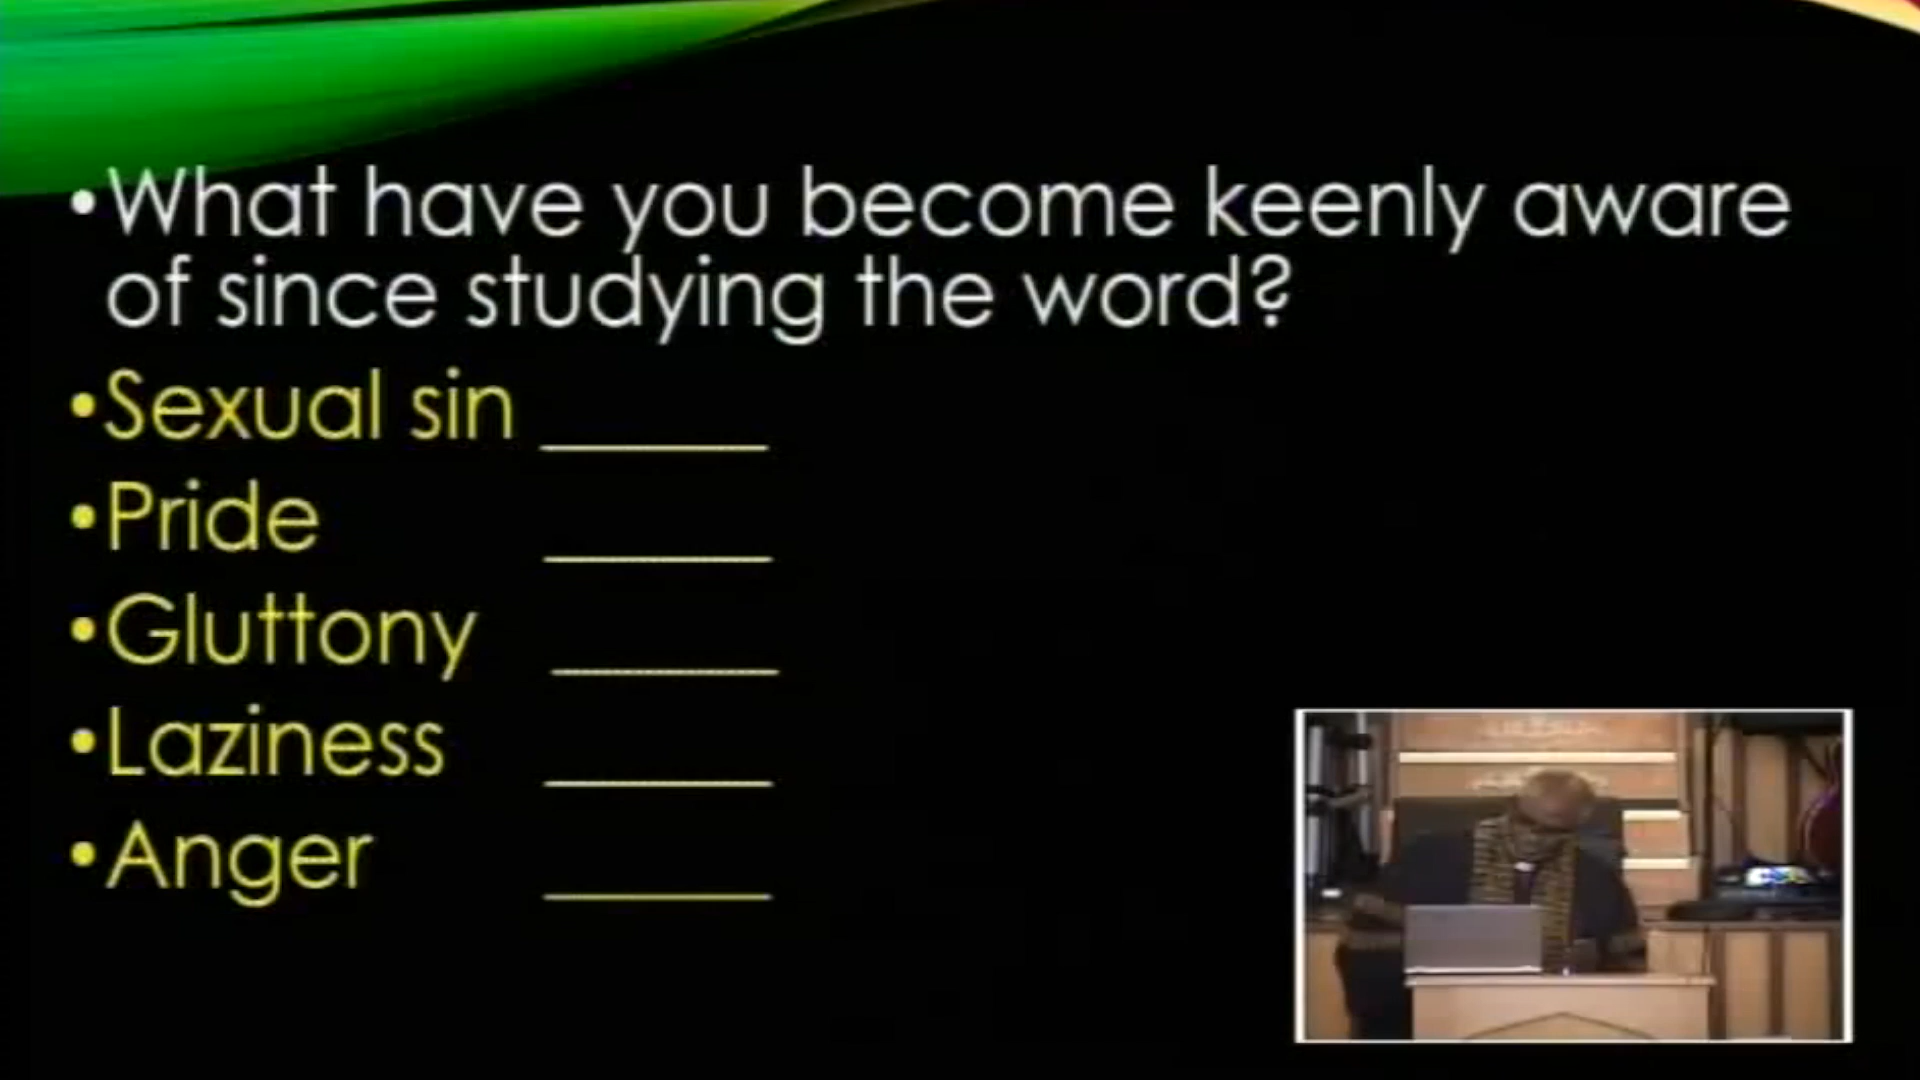 •What have you become keenly aware
of since studying the word?
•Sexual sin ______
•Pride ______
•Gluttony ______
•Laziness ______
•Anger ______